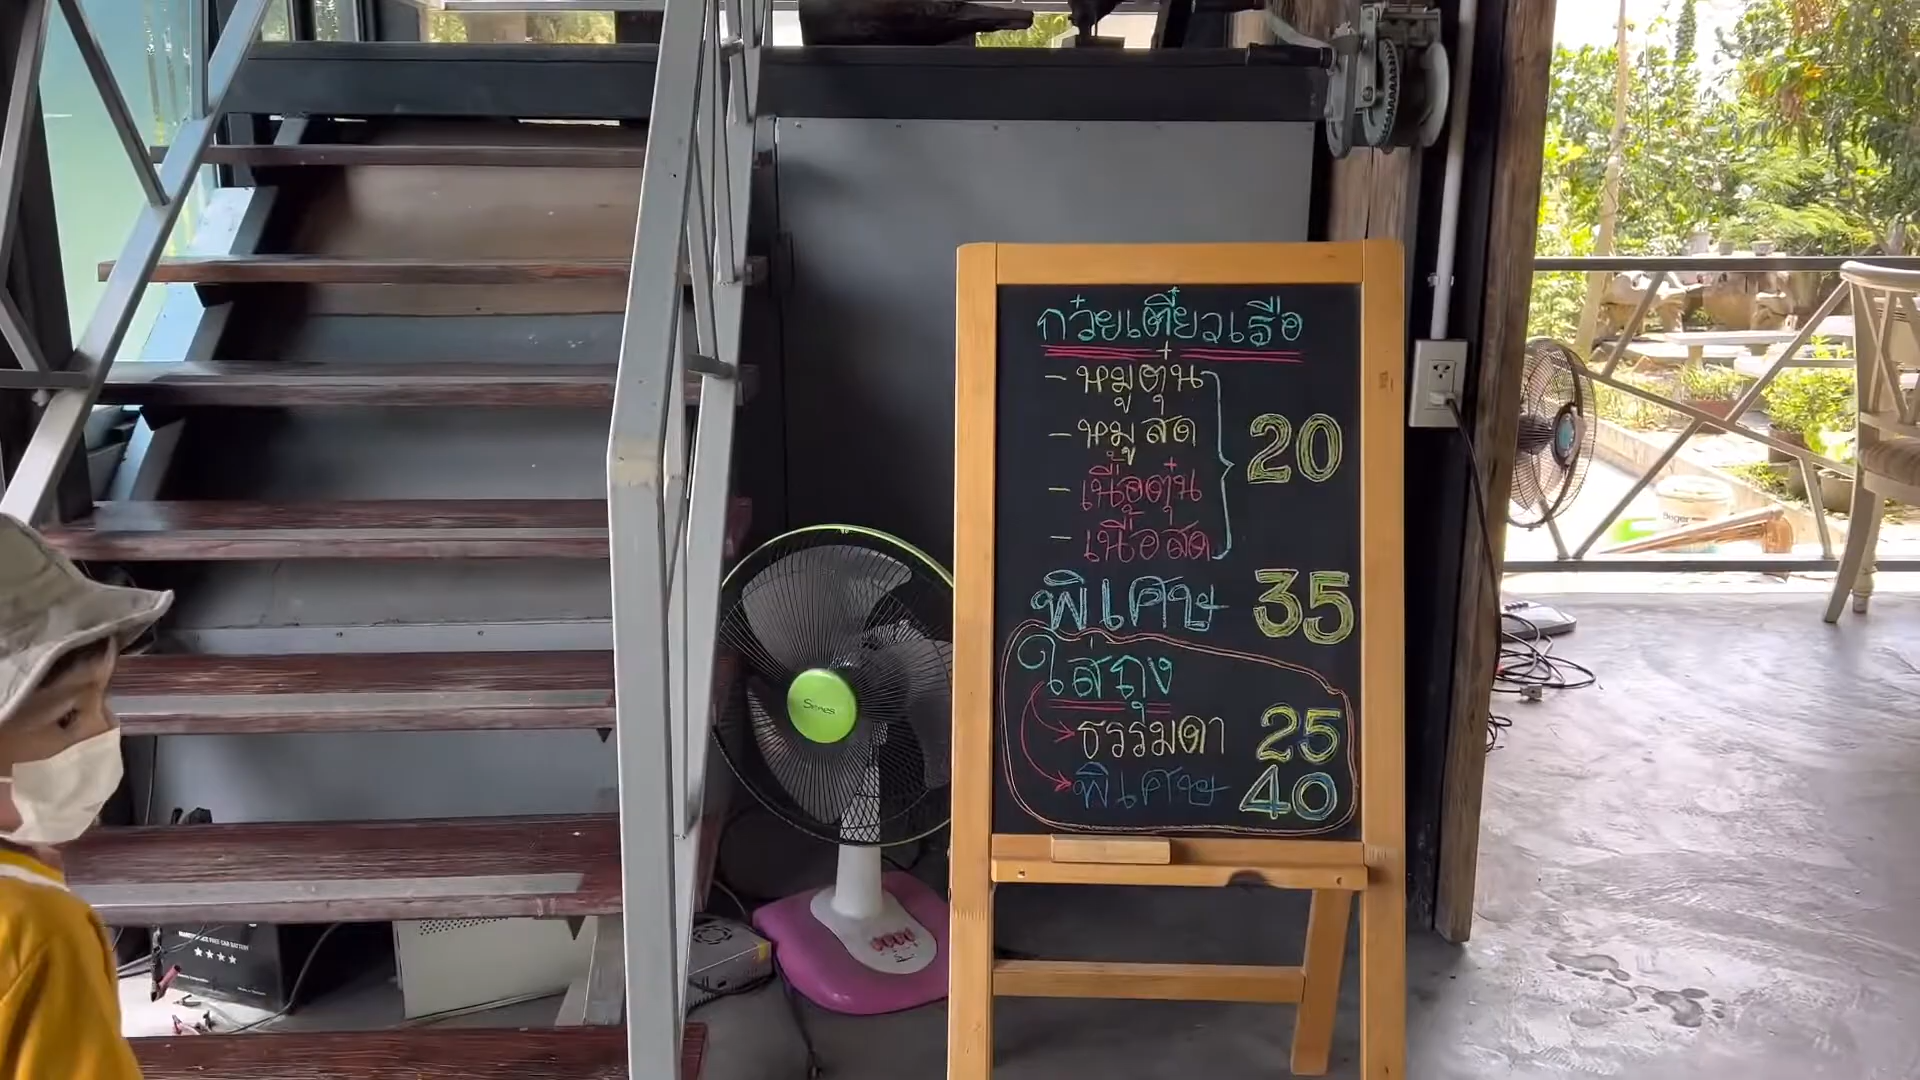 ก๋วยเตี๋ยวเรือ
+
- หมูตุ๋น
- หมูสด
- เนื้อตุ๋น
- เนื้อสด
20
พิเศษ 35
ใส่ถุง
ธรรมดา 25
พิเศษ 40
Beger